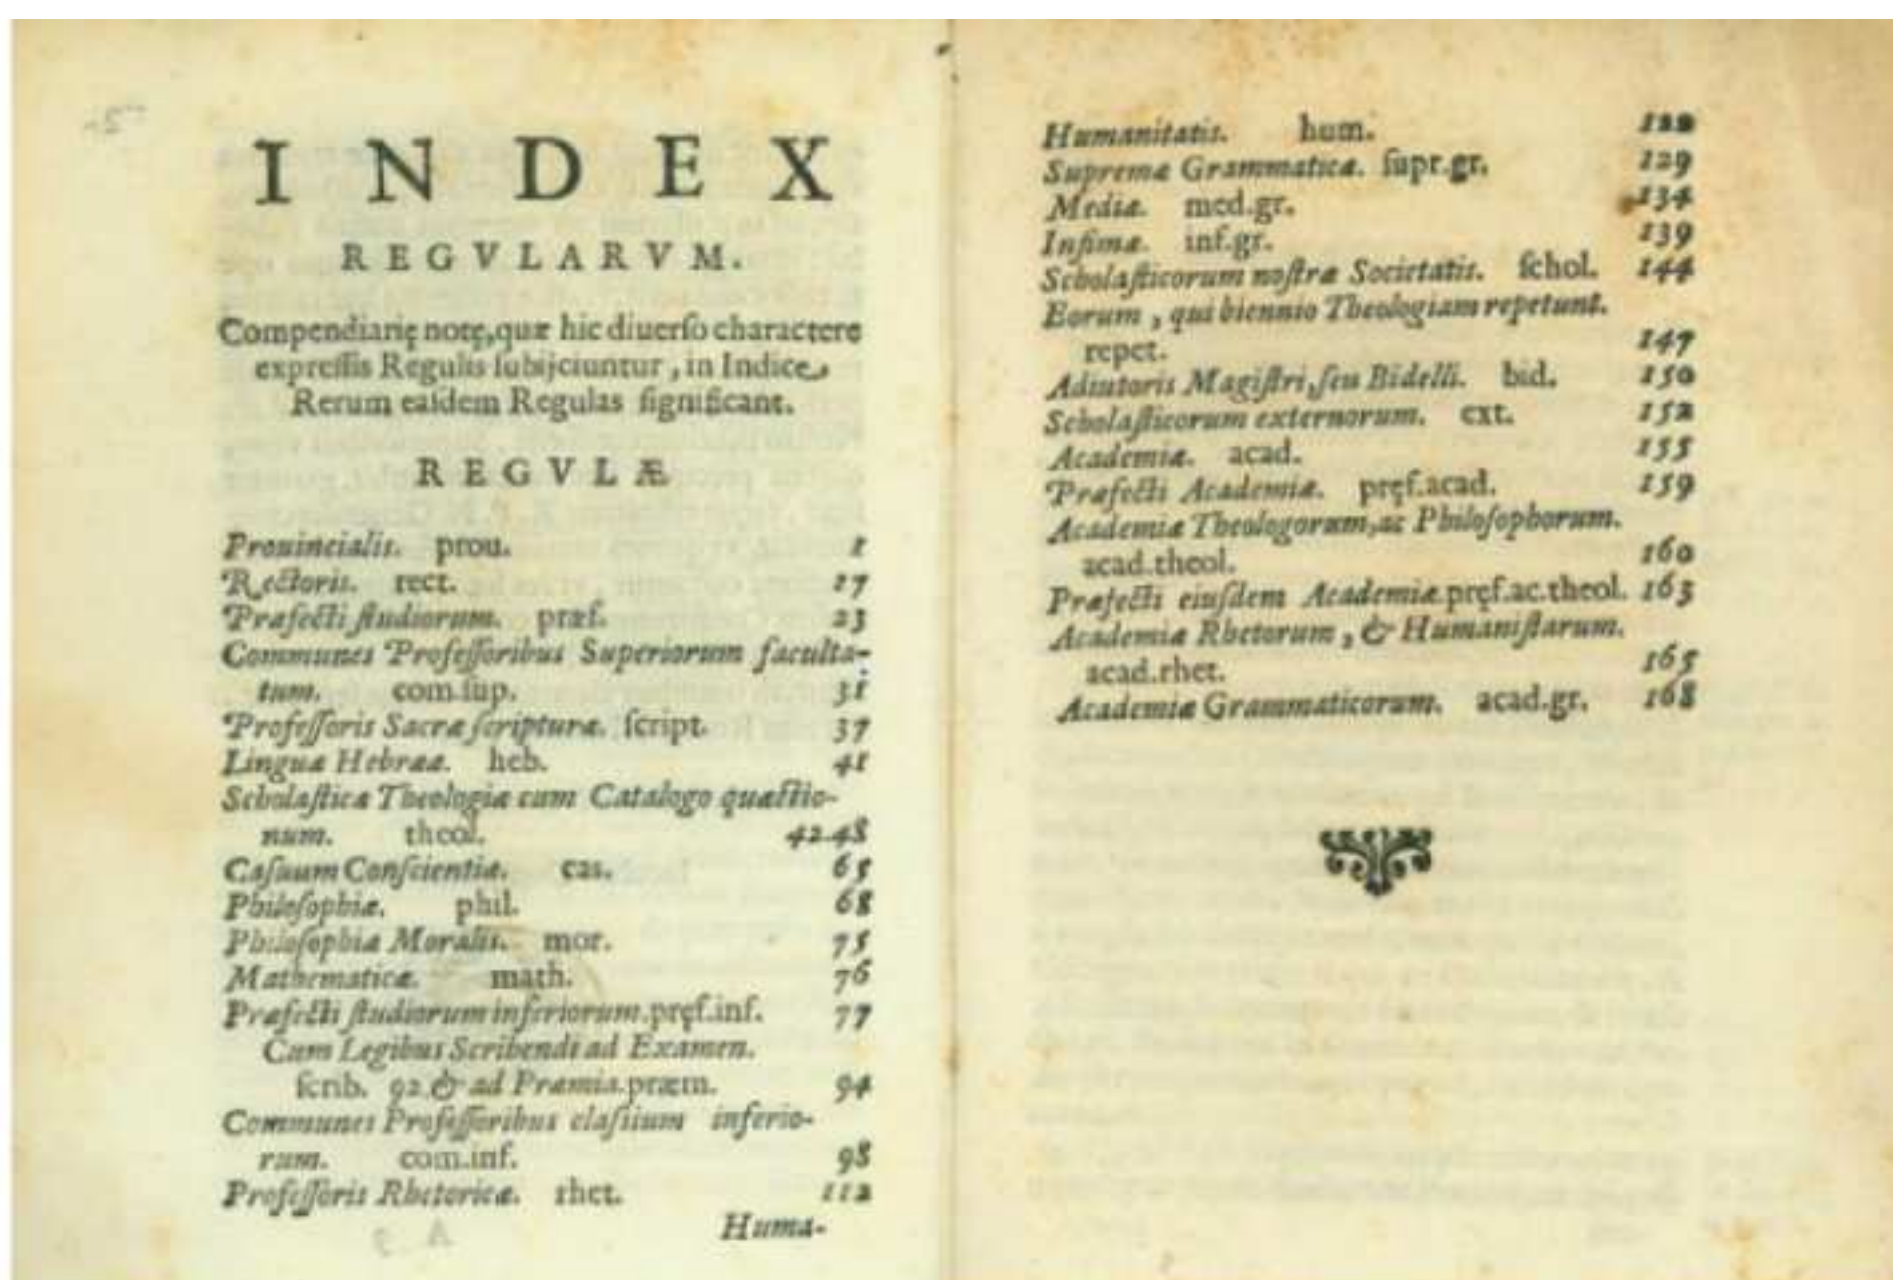 INDEX
REGVLARVM.
Compendiarię notę, quæ hic diuerſo charactere
expreſſis Regulis ſubijciuntur, in Indice
Rerum eaſdem Regulas ſignificant.
REGVLÆ
Prouincialis. prou. 1
Rectoris. rect. 17
Præfecti ſtudiorum. præf. 23
Communes Profeſſoribus Superiorum faculta-
tum. com.ſup. 31
Profeſſoris Sacræ ſcripturæ. ſcript. 37
Linguæ Hebrææ. heb. 41
Scholaſticæ Theologiæ cum Catalogo quæſtio-
num. theol. 42.48
Caſuum Conſcientiæ. cas. 65
Philoſophiæ. phil. 68
Philoſophiæ Moralis. mor. 75
Mathematicæ. math. 76
Præfecti ſtudiorum inferiorum. pręf.inf. 77
Cum Legibus Scribendi ad Examen.
ſcrib. 92. & ad Præmia. præm. 94
Communes Profeſſoribus claſſium inferio-
rum. com.inf. 98
Profeſſoris Rhetoricæ. rhet. 112
Huma-
Humanitatis. hum. 122
Supremæ Grammaticæ. ſupr.gr. 129
Mediæ. med.gr. 134
Infimæ. inf.gr. 139
Scholaſticorum noſtræ Societatis. ſchol. 144
Eorum, qui biennio Theologiam repetunt.
repet. 147
Adiutoris Magiſtri, ſeu Bidelli. bid. 150
Scholaſticorum externorum. ext. 152
Academiæ. acad. 155
Præfecti Academiæ. pręf.acad. 159
Academiæ Theologorum, ac Philoſophorum.
acad.theol. 160
Præfecti eiuſdem Academiæ. pręf.ac.theol. 163
Academiæ Rhetorum, & Humaniſtarum.
acad.rhet. 165
Academiæ Grammaticorum. acad.gr. 168